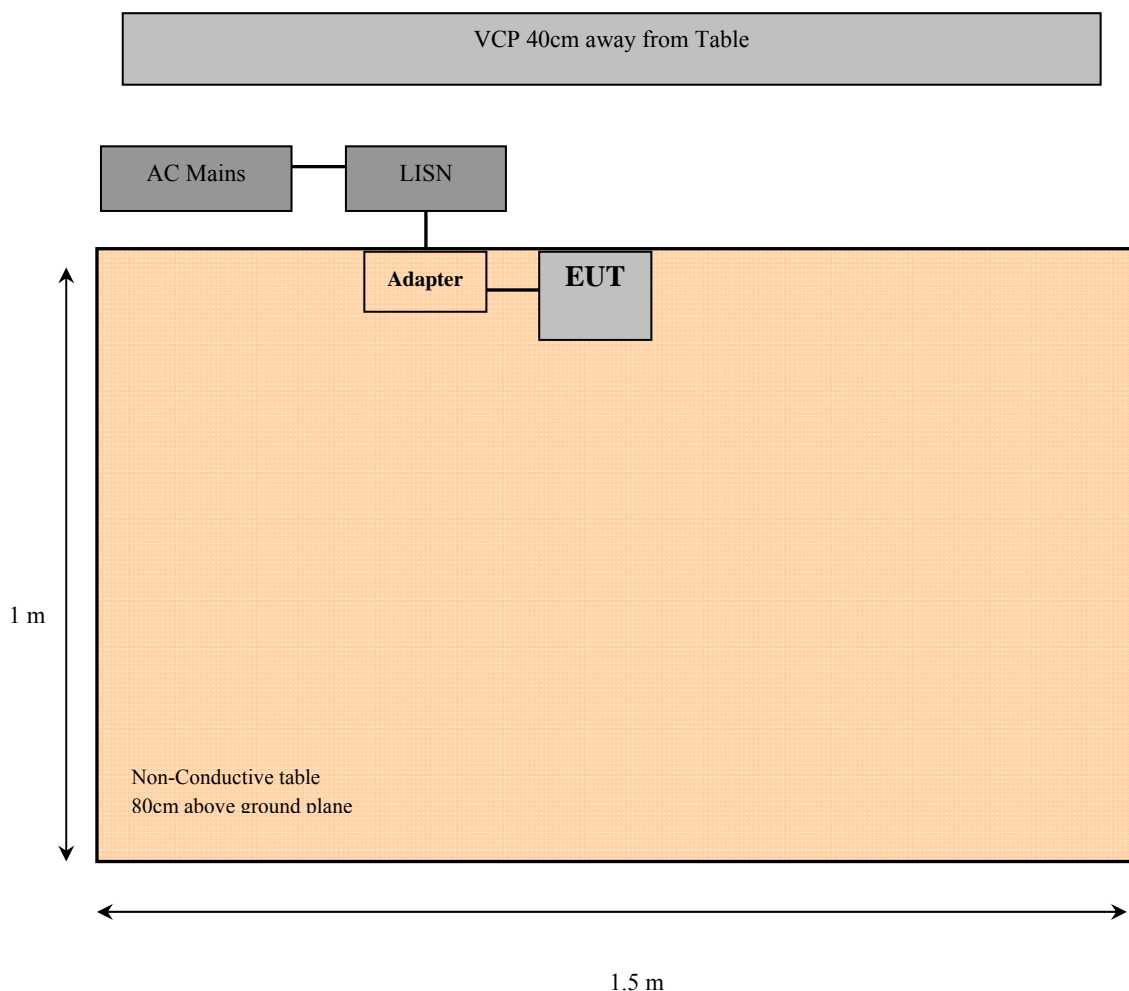 VCP 40cm away from Table
AC Mains
LISN
Adapter
EUT
1 m
Non-Conductive table
80cm above ground plane
1.5 m